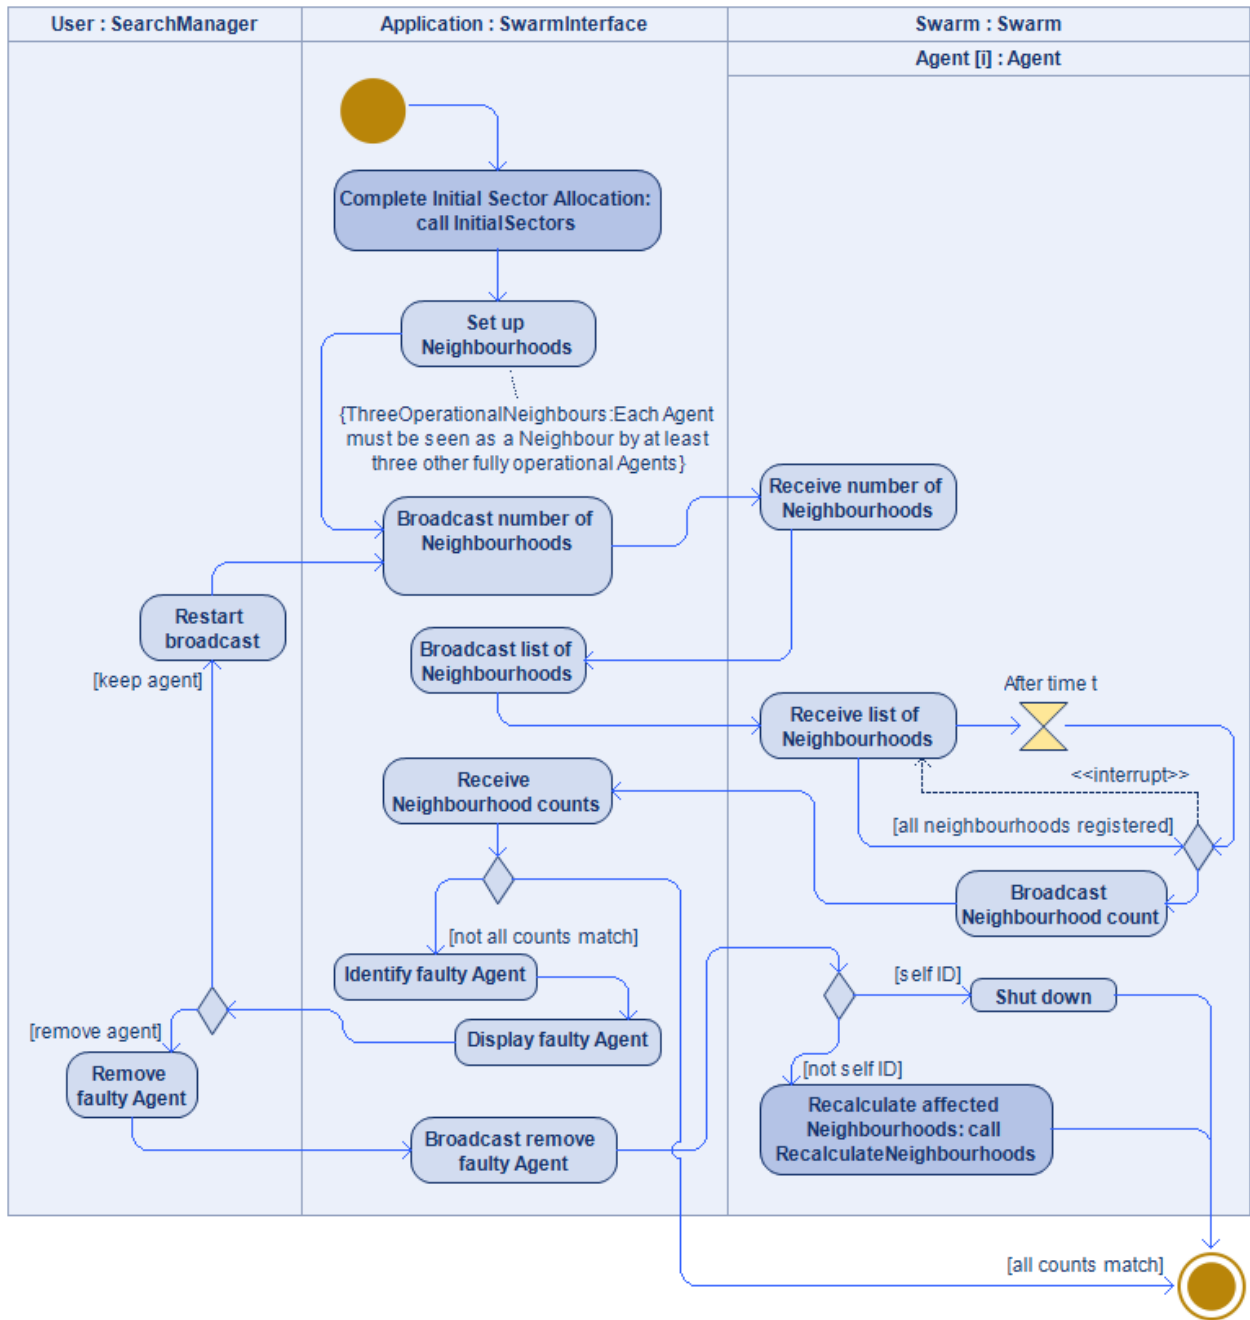 User : SearchManager
Application : SwarmInterface
Swarm : Swarm
Agent [i] : Agent
Complete Initial Sector Allocation:
call InitialSectors
Set up
Neighbourhoods
{ThreeOperationalNeighbours:Each Agent
must be seen as a Neighbour by at least
three other fully operational Agents}
Receive number of
Neighbourhoods
Broadcast number of
Neighbourhoods
Restart
broadcast
[keep agent]
Broadcast list of
Neighbourhoods
After time t
Receive list of
Neighbourhoods
<<interrupt>>
Receive
Neighbourhood counts
[all neighbourhoods registered]
Broadcast
Neighbourhood count
[not all counts match]
Identify faulty Agent
[self ID]
Shut down
[remove agent]
Display faulty Agent
Remove
faulty Agent
[not self ID]
Recalculate affected
Neighbourhoods: call
RecalculateNeighbourhoods
Broadcast remove
faulty Agent
[all counts match]